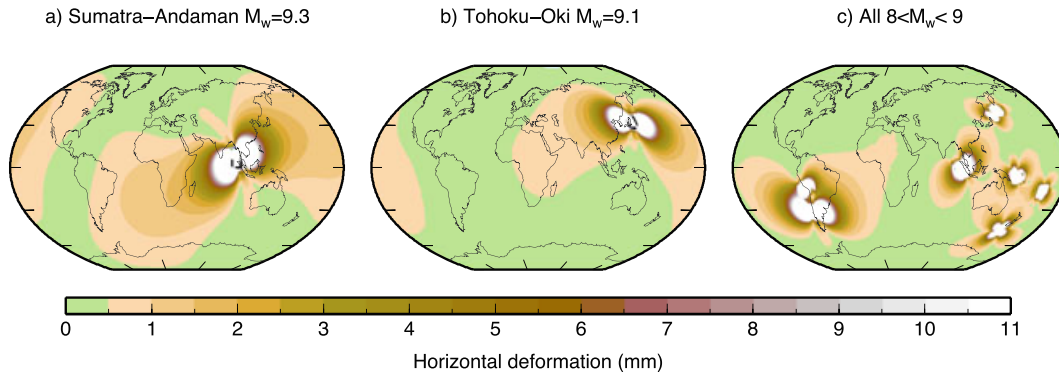 a) Sumatra−Andaman Mw=9.3
b) Tohoku−Oki Mw=9.1
c) All 8<Mw< 9
0 1 2 3 4 5 6 7 8 9 10 11
Horizontal deformation (mm)